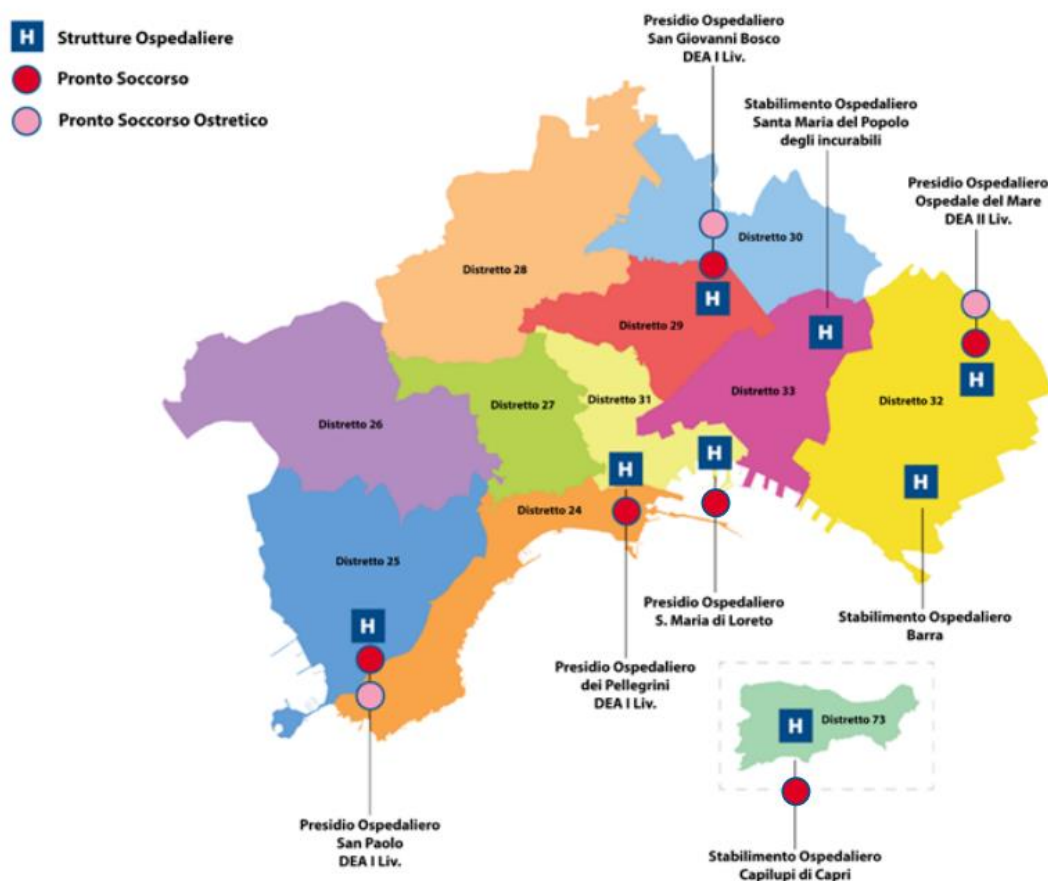 H Strutture Ospedaliere
Pronto Soccorso
Pronto Soccorso Ostretico
Presidio Ospedaliero
San Giovanni Bosco
DEA I Liv.
Stabilimento Ospedaliero
Santa Maria del Popolo
degli incurabili
Presidio Ospedaliero
Ospedale del Mare
DEA II Liv.
Distretto 30
Distretto 28
H
Distretto 29
H
H
Distretto 31
Distretto 27
Distretto 33
Distretto 32
Distretto 26
H
H
H
Distretto 24
Distretto 25
H
Presidio Ospedaliero
S. Maria di Loreto
Stabilimento Ospedaliero
Barra
Presidio Ospedaliero
dei Pellegrini
DEA I Liv.
H
Distretto 73
Presidio Ospedaliero
San Paolo
DEA I Liv.
Stabilimento Ospedaliero
Capilupi di Capri